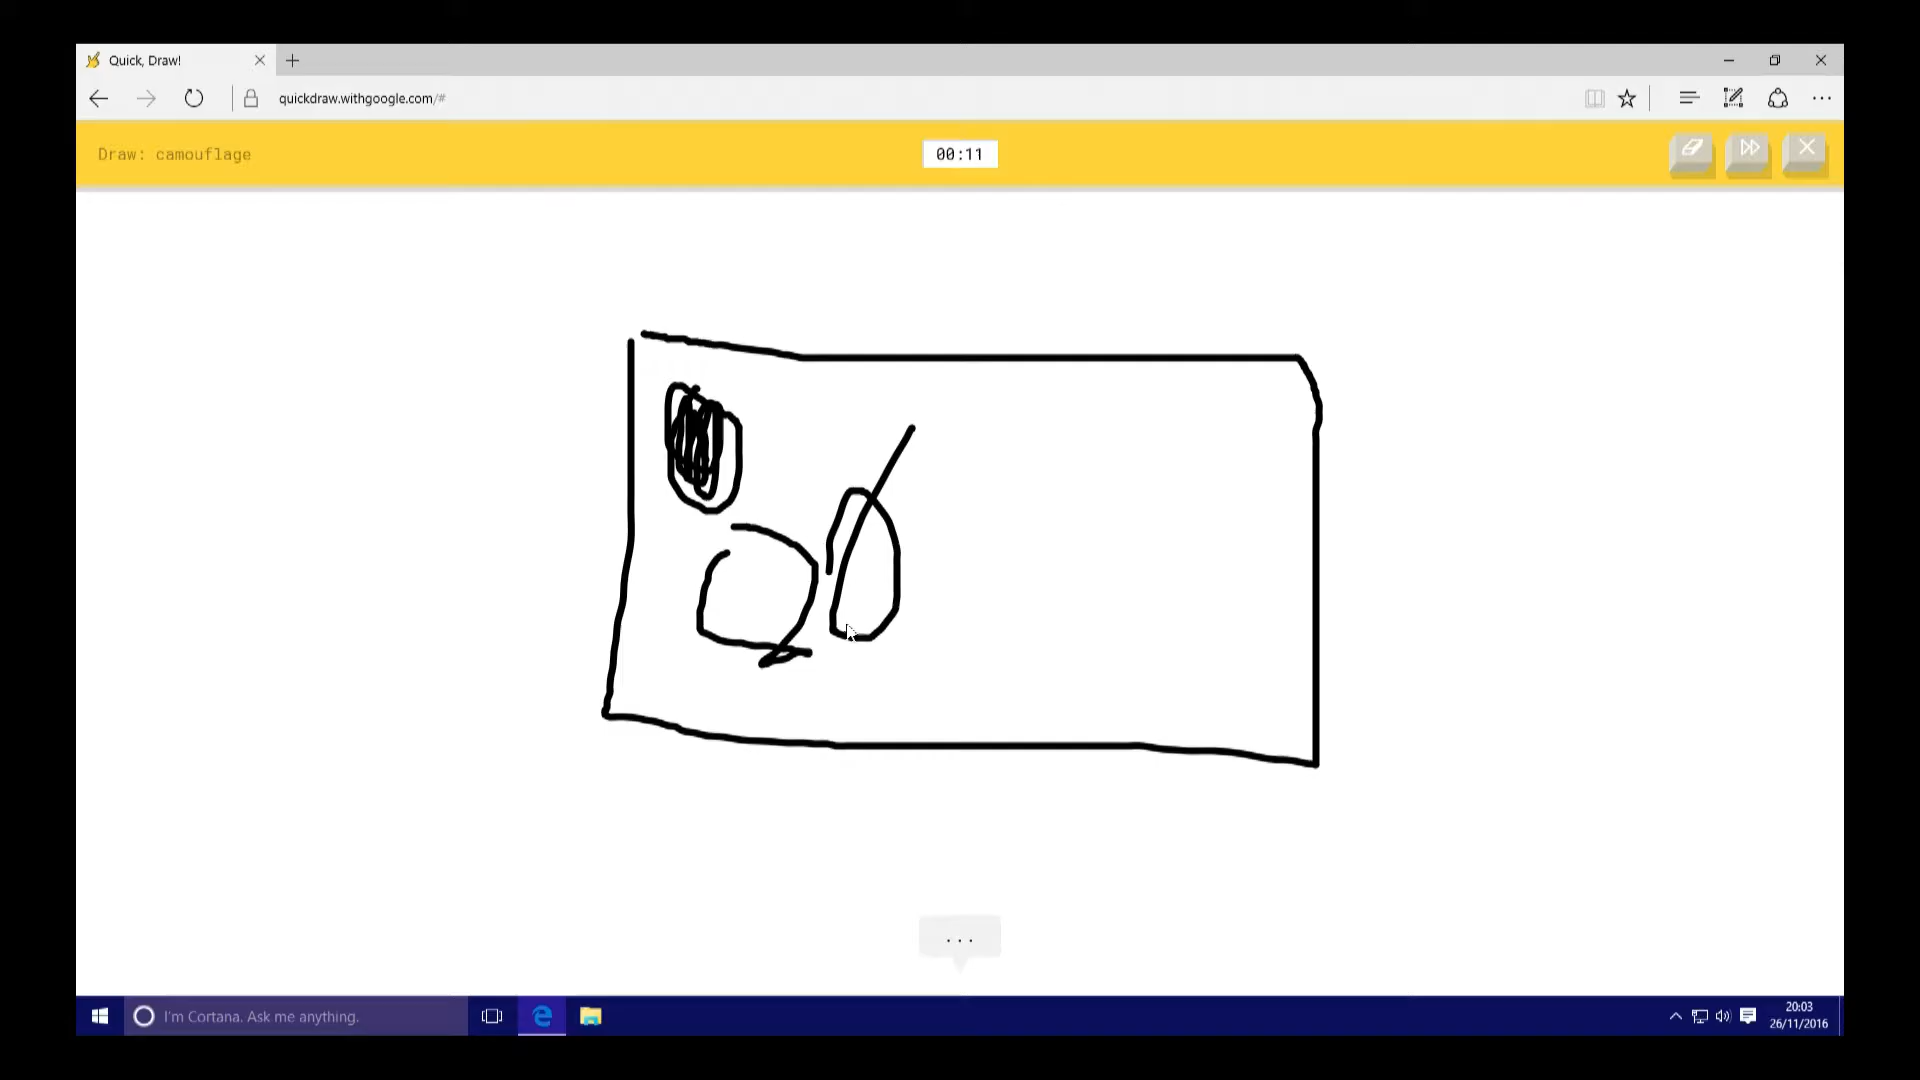 Quick, Draw!
quickdraw.withgoogle.com/#
Draw: camouflage
00:11
...
I'm Cortana. Ask me anything.
20:03
26/11/2016